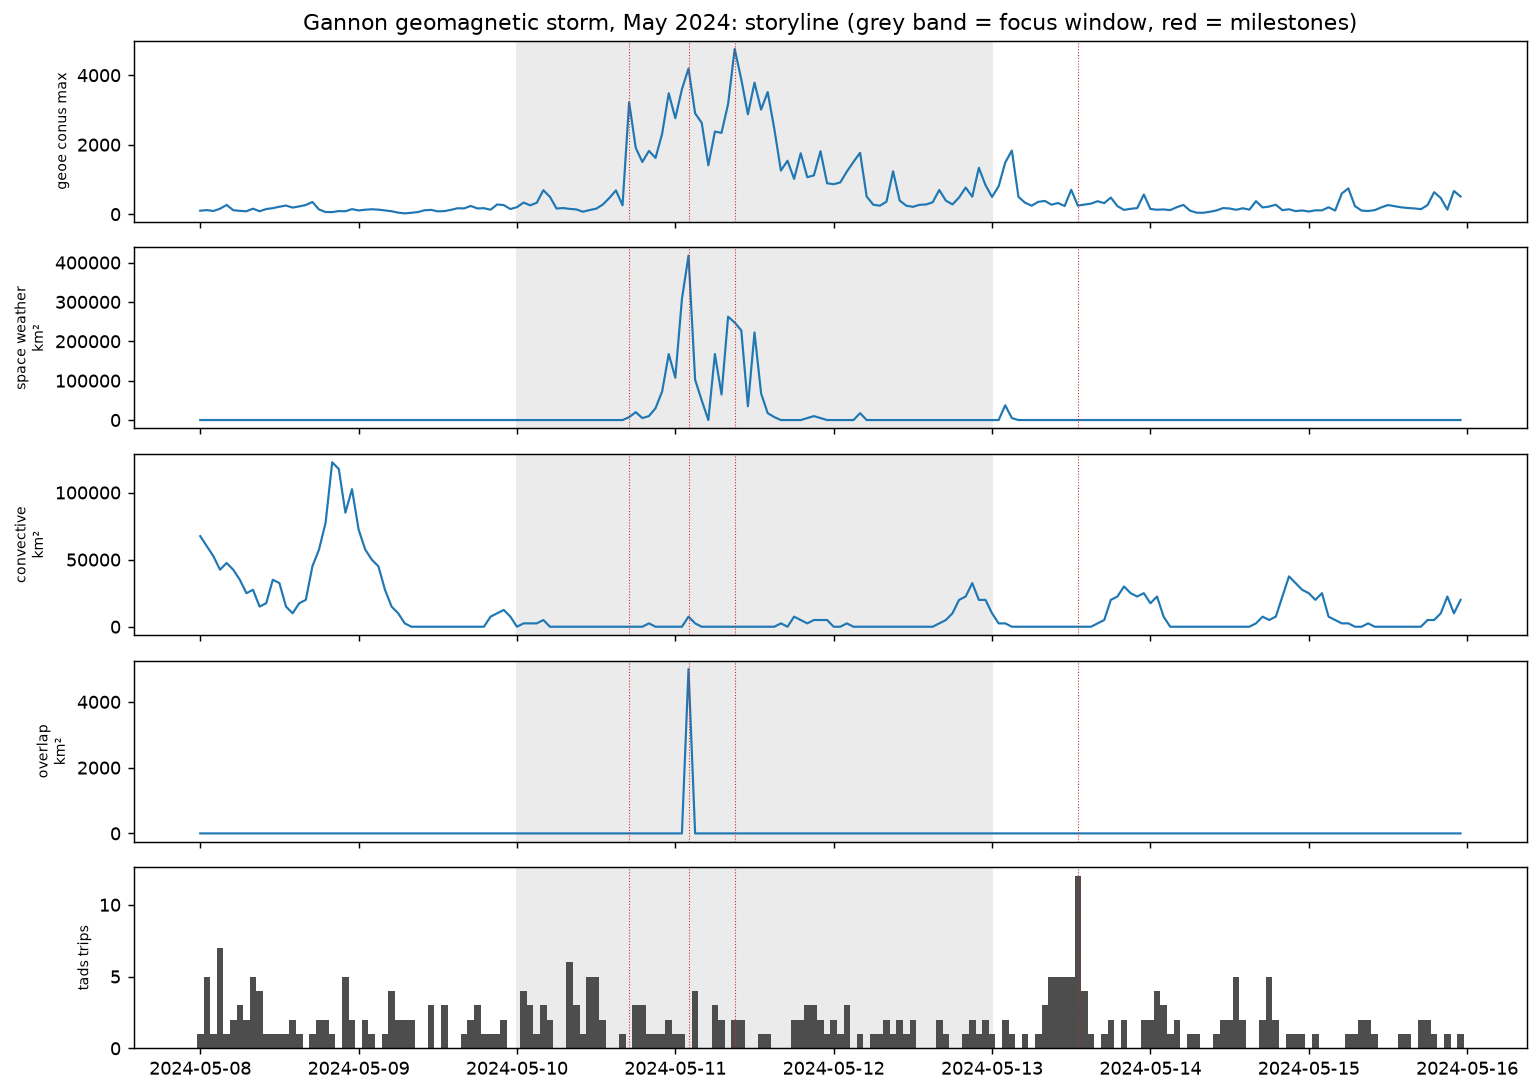 Gannon geomagnetic storm, May 2024: storyline (grey band = focus window, red = milestones)
geoe conus max
4000
2000
0
space weather
km²
400000
300000
200000
100000
0
convective
km²
100000
50000
0
overlap
km²
4000
2000
0
tads trips
10
5
0
2024-05-08
2024-05-09
2024-05-10
2024-05-11
2024-05-12
2024-05-13
2024-05-14
2024-05-15
2024-05-16